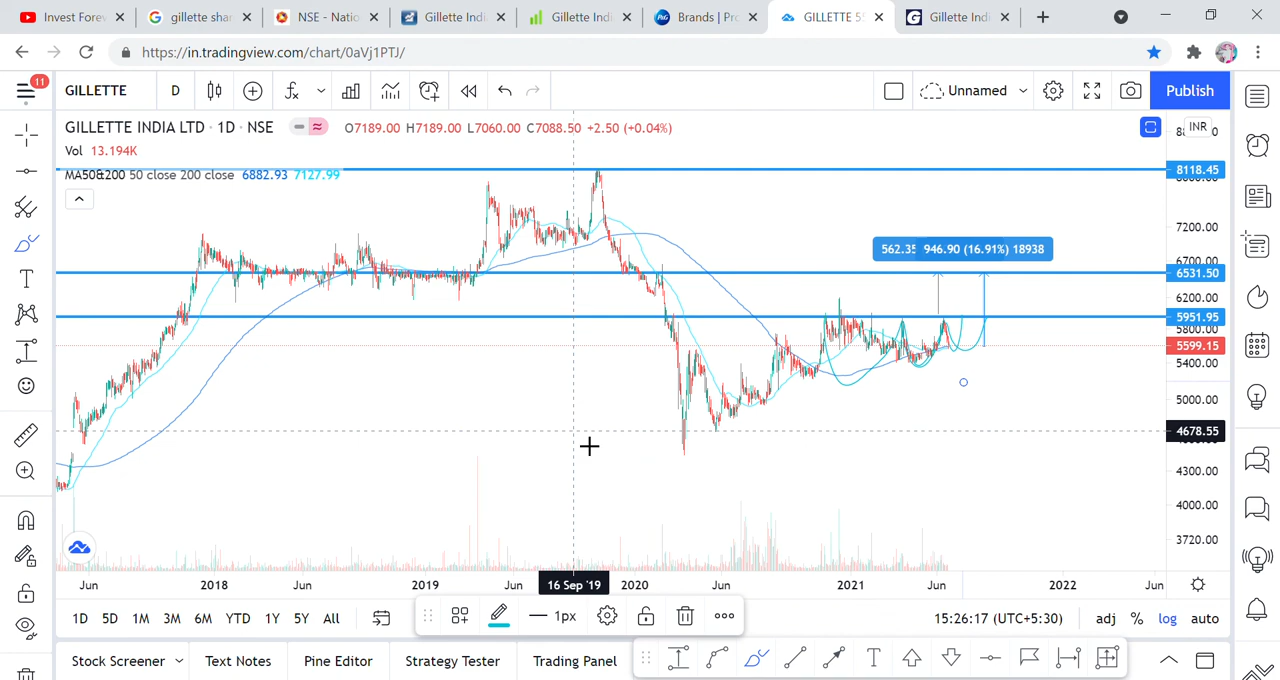 Invest Forev
gillette shar
NSE - Natio
Gillette Indi
Gillette Indi
Brands | Pro
GILLETTE 55
Gillette Indi
https://in.tradingview.com/chart/0aVj1PTJ/
11
GILLETTE
D
Unnamed
Publish
GILLETTE INDIA LTD · 1D · NSE
O7189.00 H7189.00 L7060.00 C7088.50 +2.50 (+0.04%)
INR
Vol 13.194K
MA50&200 50 close 200 close 6882.93 7127.99
8118.45
7200.00
562.35 946.90 (16.91%) 18938
6700.00
6531.50
6200.00
5951.95
5800.00
5599.15
5400.00
5000.00
4678.55
4300.00
4000.00
3720.00
Jun 2018 Jun 2019 Jun 16 Sep '19 2020 Jun 2021 Jun 2022 Jun
1D 5D 1M 3M 6M YTD 1Y 5Y All
1px
15:26:17 (UTC+5:30)
adj % log auto
Stock Screener Text Notes Pine Editor Strategy Tester Trading Panel